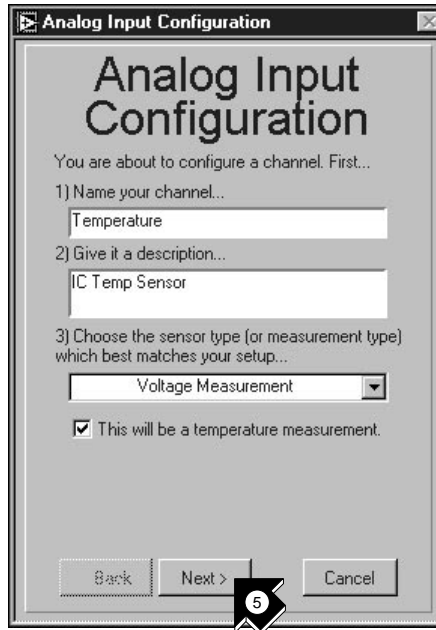 Analog Input Configuration
Analog Input
Configuration
You are about to configure a channel. First...
1) Name your channel...
Temperature
2) Give it a description...
IC Temp Sensor
3) Choose the sensor type (or measurement type)
which best matches your setup...
Voltage Measurement
This will be a temperature measurement.
Back
Next >
Cancel
5